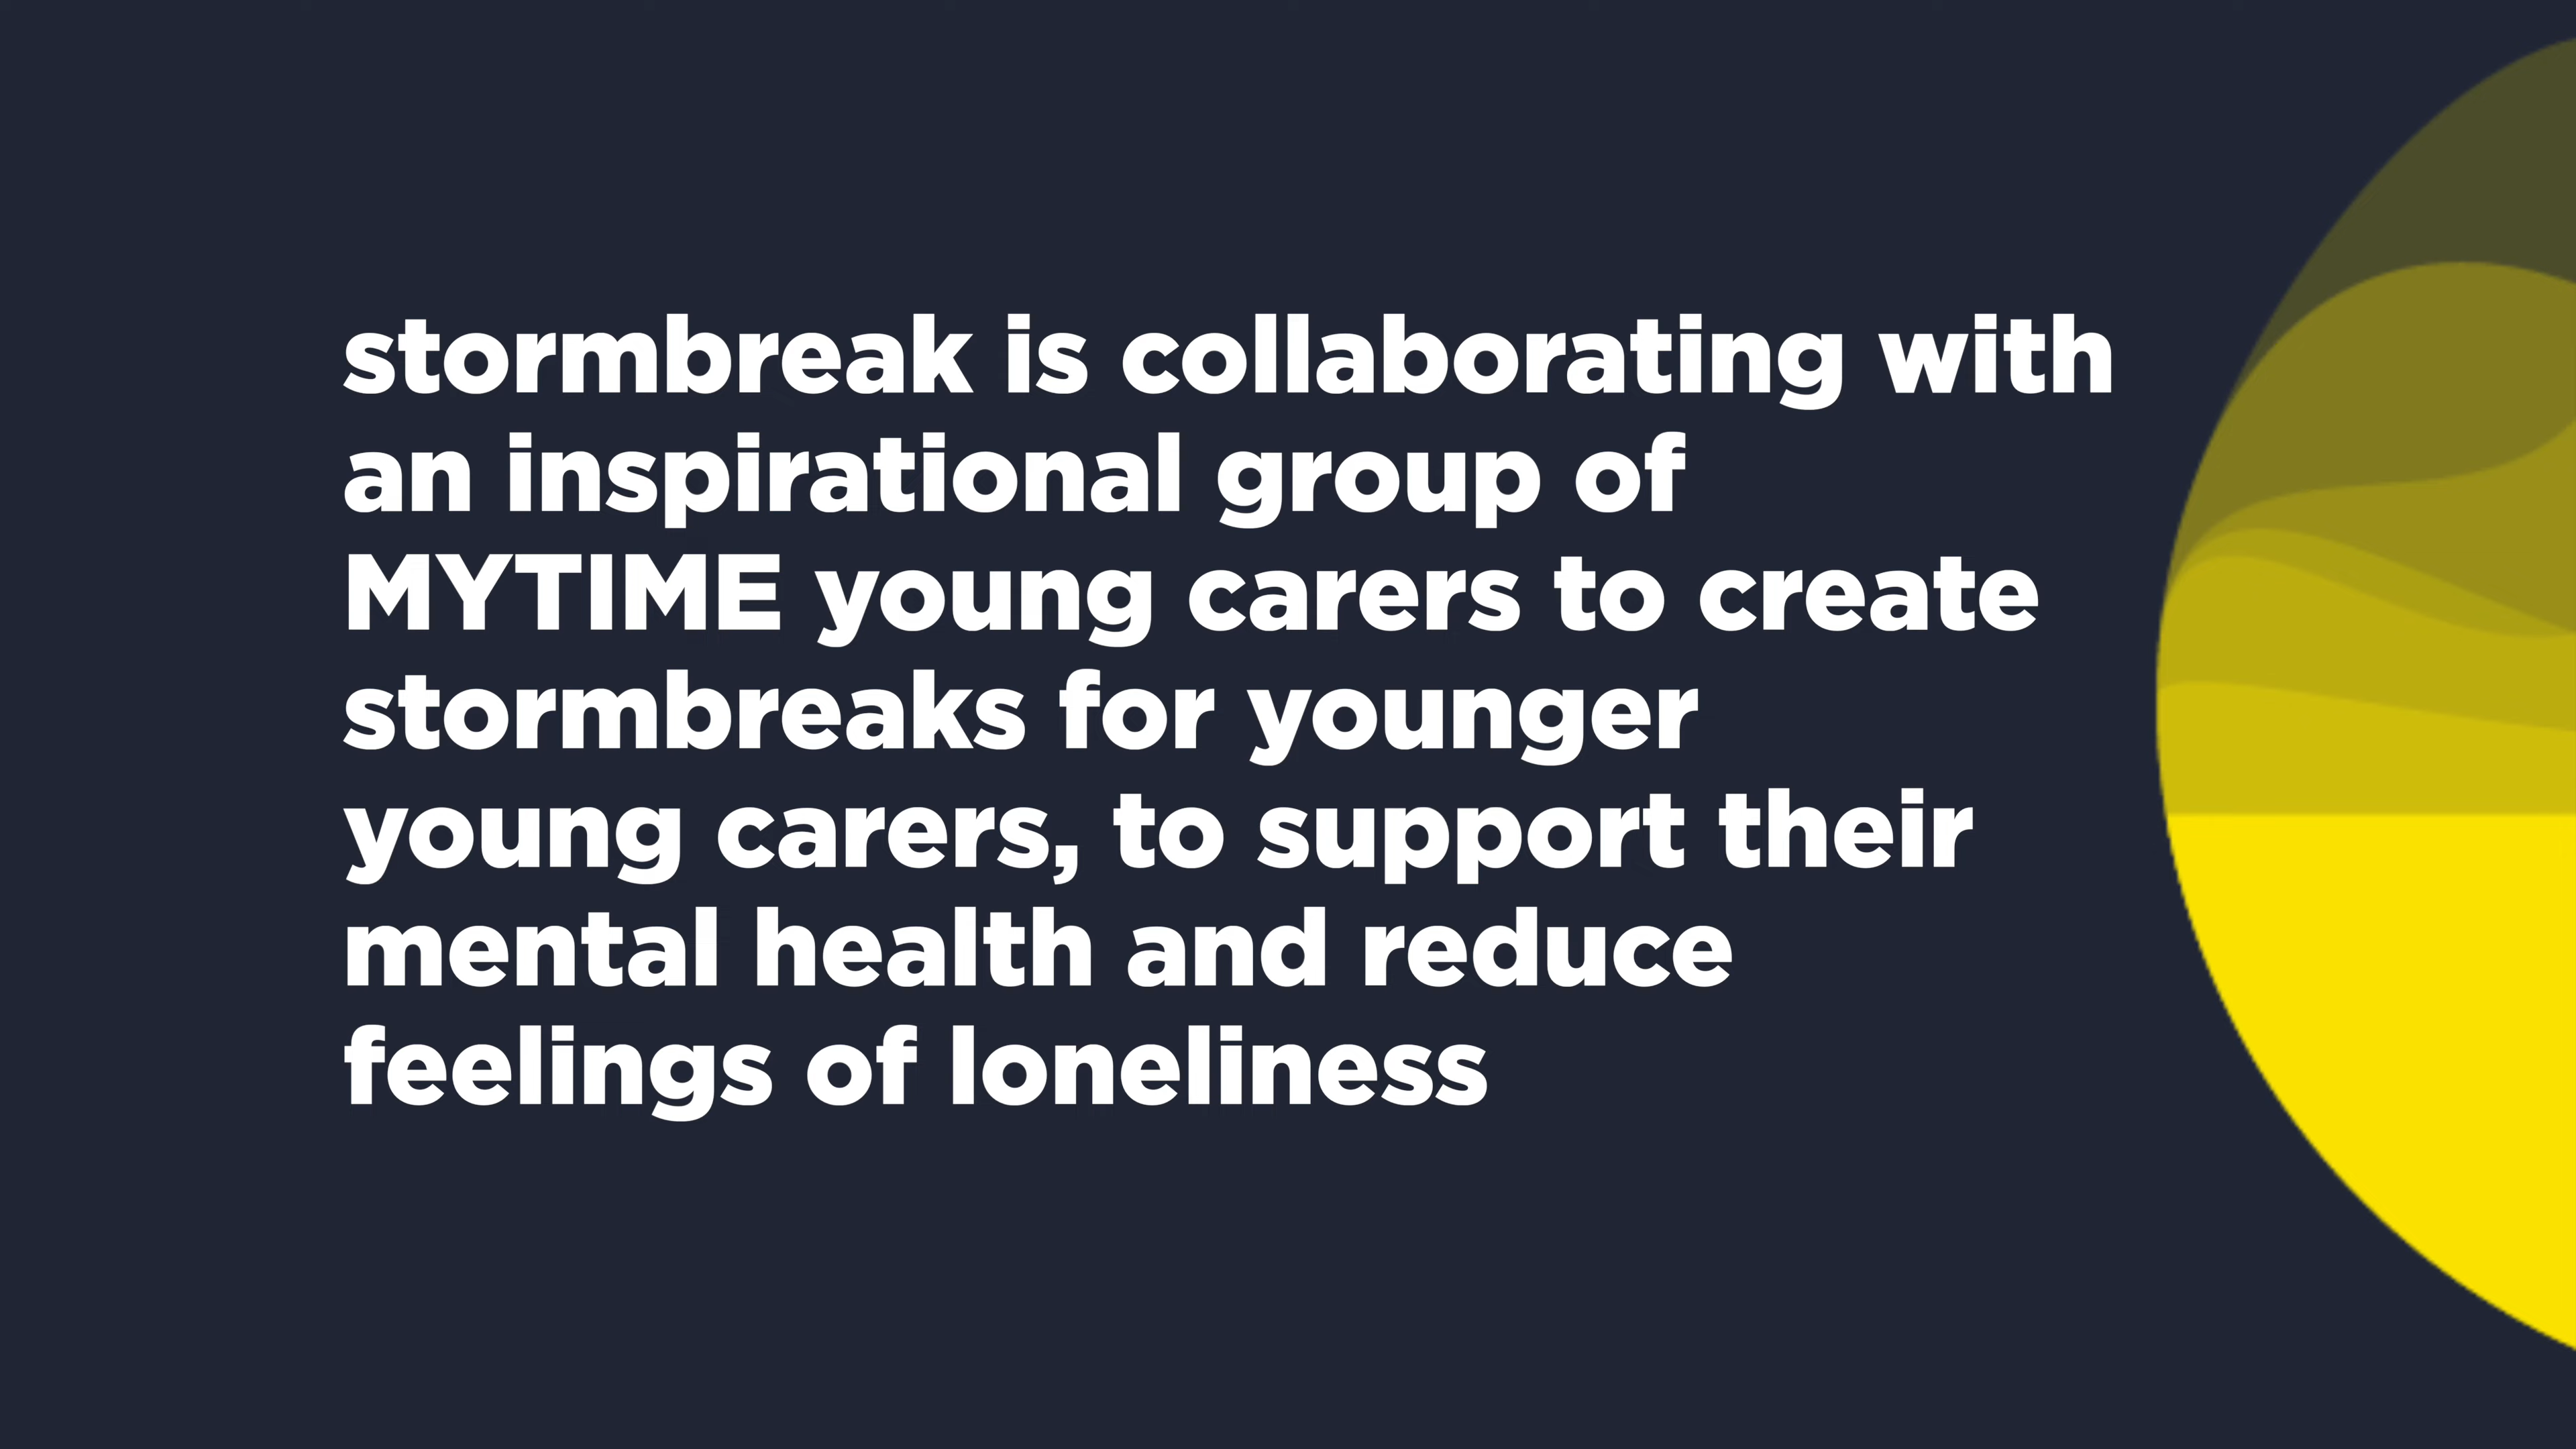 stormbreak is collaborating with
an inspirational group of
MYTIME young carers to create
stormbreaks for younger
young carers, to support their
mental health and reduce
feelings of loneliness